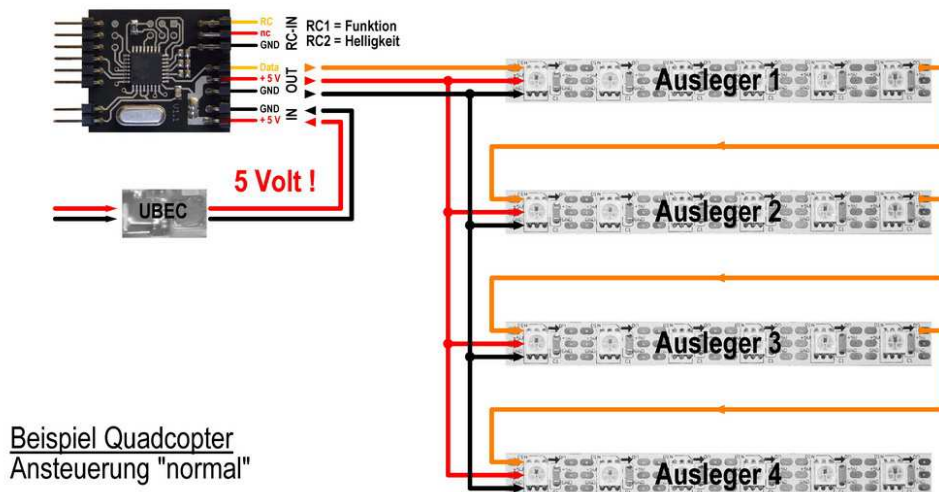 RC
nc
GND
RC-IN
RC1 = Funktion
RC2 = Helligkeit
Data
+ 5 V
GND
OUT
GND
+ 5 V
IN
5 Volt !
UBEC
Ausleger 1
Ausleger 2
Ausleger 3
Ausleger 4
Beispiel Quadcopter
Ansteuerung "normal"